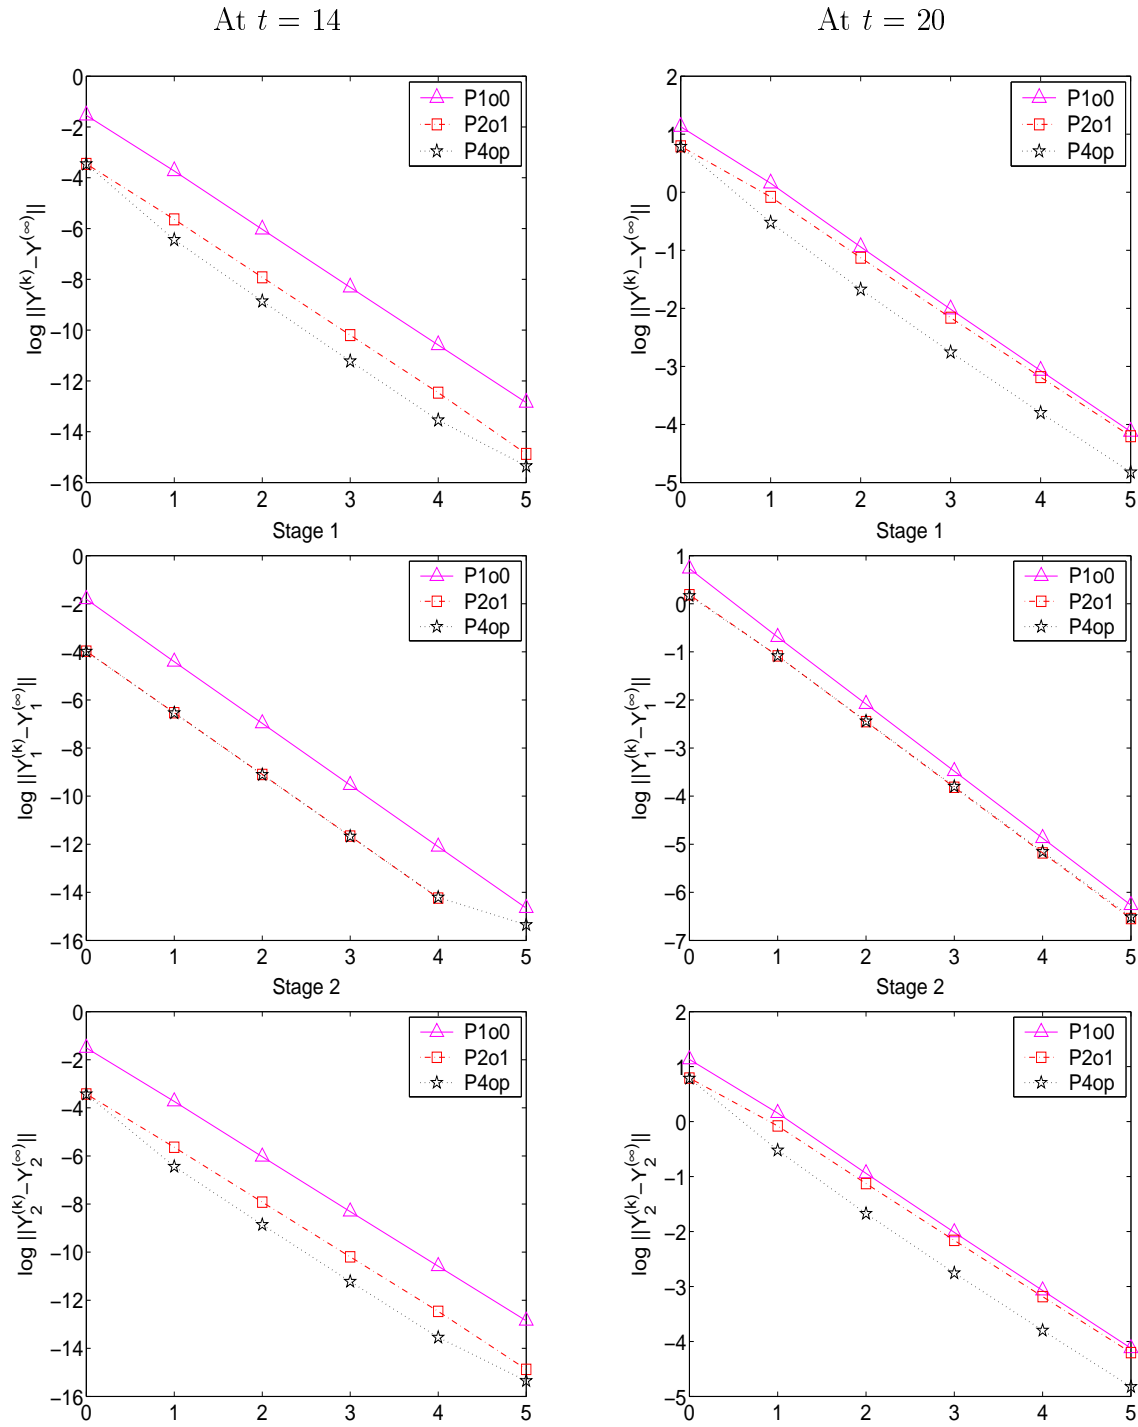 At t = 14
At t = 20
0
−2
−4
−6
−8
−10
−12
−14
−16
0 1 2 3 4 5
log ||Y^(k)−Y^(∞)||
P1o0
P2o1
P4op
2
1
0
−1
−2
−3
−4
−5
0 1 2 3 4 5
log ||Y^(k)−Y^(∞)||
P1o0
P2o1
P4op
Stage 1
0
−2
−4
−6
−8
−10
−12
−14
−16
0 1 2 3 4 5
log ||Y_1^(k)−Y_1^(∞)||
P1o0
P2o1
P4op
Stage 1
1
0
−1
−2
−3
−4
−5
−6
−7
0 1 2 3 4 5
log ||Y_1^(k)−Y_1^(∞)||
P1o0
P2o1
P4op
Stage 2
0
−2
−4
−6
−8
−10
−12
−14
−16
0 1 2 3 4 5
log ||Y_2^(k)−Y_2^(∞)||
P1o0
P2o1
P4op
Stage 2
2
1
0
−1
−2
−3
−4
−5
0 1 2 3 4 5
log ||Y_2^(k)−Y_2^(∞)||
P1o0
P2o1
P4op